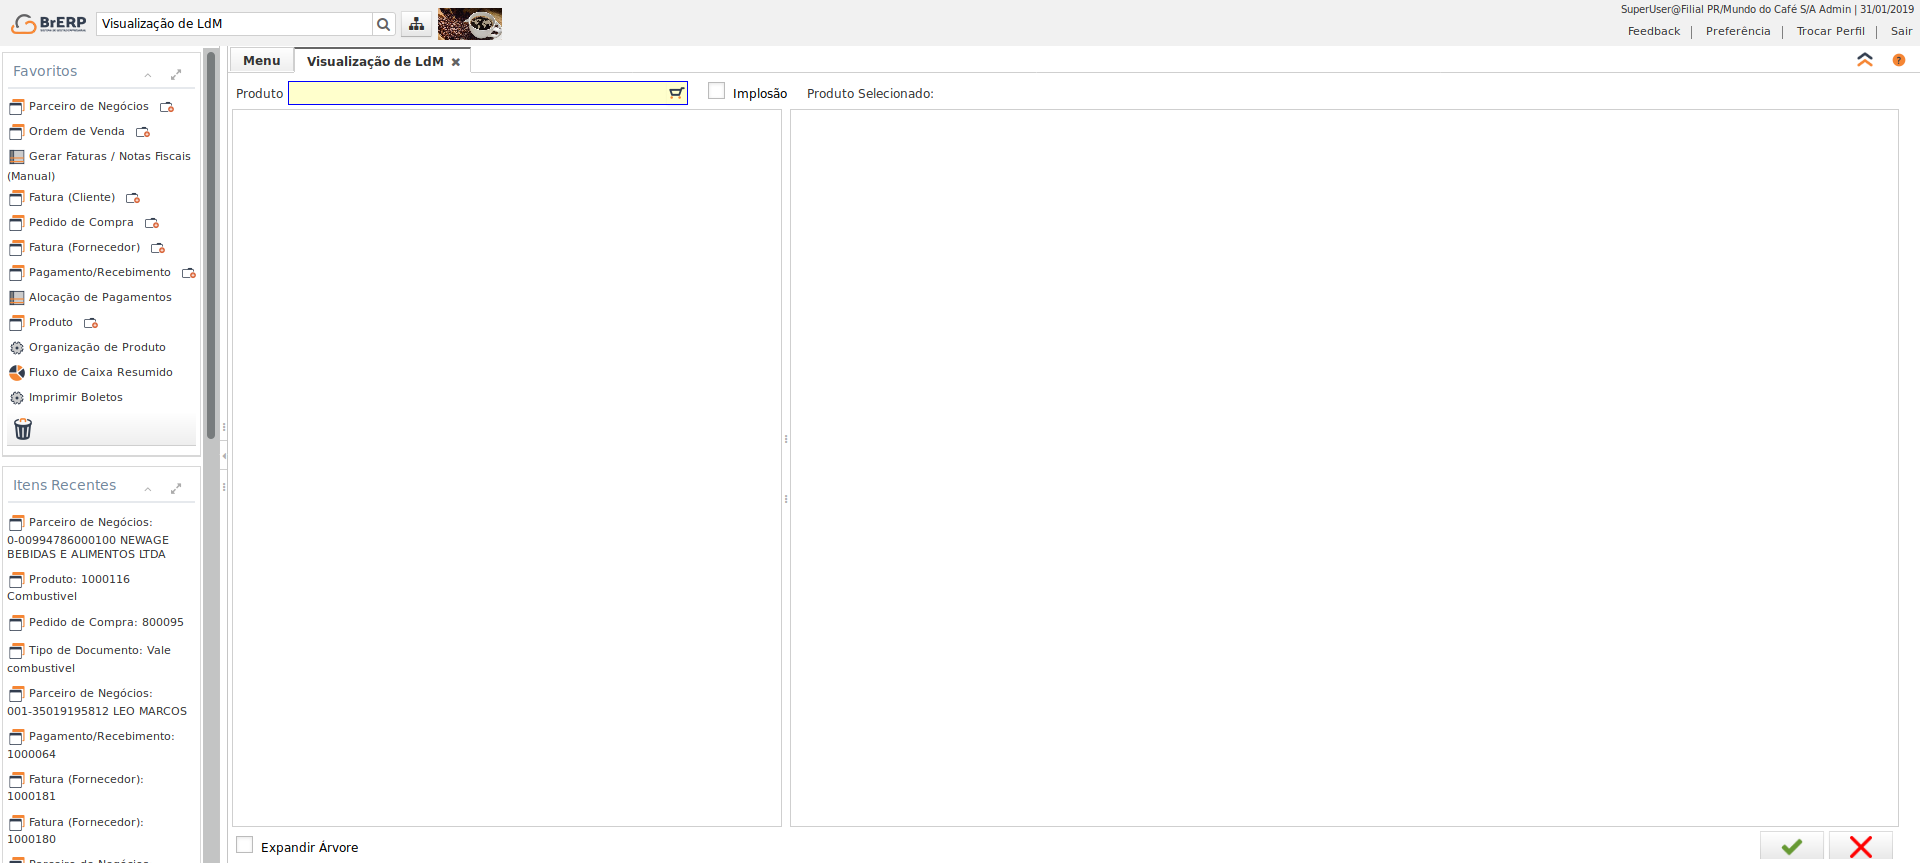 BrERP
Visualização de LdM
SuperUser@Filial PR/Mundo do Café S/A Admin | 31/01/2019
Feedback | Preferência | Trocar Perfil | Sair
Favoritos
Parceiro de Negócios
Ordem de Venda
Gerar Faturas / Notas Fiscais
(Manual)
Fatura (Cliente)
Pedido de Compra
Fatura (Fornecedor)
Pagamento/Recebimento
Alocação de Pagamentos
Produto
Organização de Produto
Fluxo de Caixa Resumido
Imprimir Boletos
Itens Recentes
Parceiro de Negócios:
0-00994786000100 NEWAGE
BEBIDAS E ALIMENTOS LTDA
Produto: 1000116
Combustivel
Pedido de Compra: 800095
Tipo de Documento: Vale
combustivel
Parceiro de Negócios:
001-35019195812 LEO MARCOS
Pagamento/Recebimento:
1000064
Fatura (Fornecedor):
1000181
Fatura (Fornecedor):
1000180
Parceiro de Negócios
Menu
Visualização de LdM
Produto
Implosão
Produto Selecionado:
Expandir Árvore